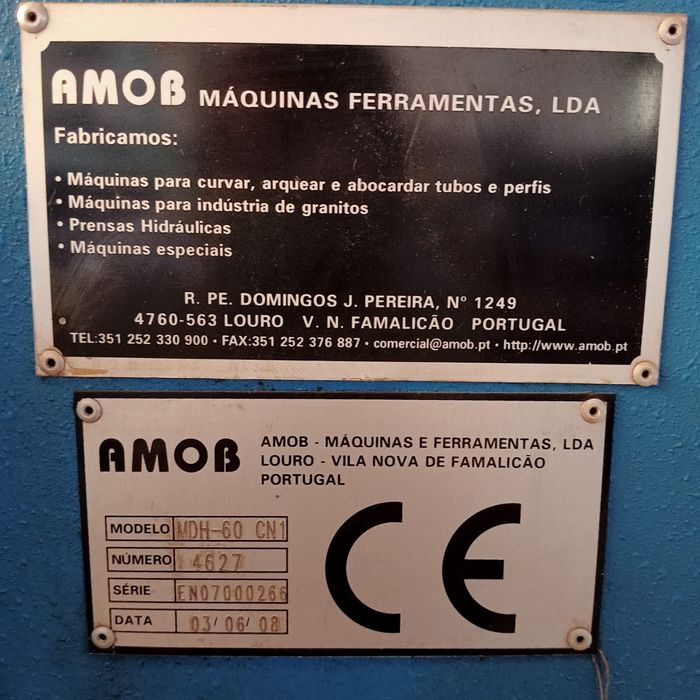 AMOB MÁQUINAS FERRAMENTAS, LDA
Fabricamos:
• Máquinas para curvar, arquear e abocardar tubos e perfis
• Máquinas para indústria de granitos
• Prensas Hidráulicas
• Máquinas especiais
R. PE. DOMINGOS J. PEREIRA, Nº 1249
4760-563 LOURO V. N. FAMALICÃO PORTUGAL
TEL:351 252 330 900 • FAX:351 252 376 887 • comercial@amob.pt • http://www.amob.pt
AMOB
AMOB - MÁQUINAS E FERRAMENTAS, LDA
LOURO - VILA NOVA DE FAMALICÃO
PORTUGAL
MODELO MDH-60 CN1
NÚMERO 4627
SÉRIE EN07000266
DATA 03/06/08
CE